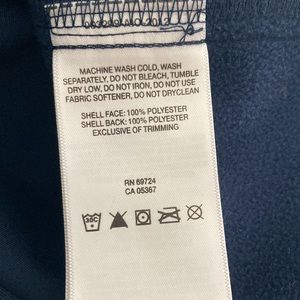 MACHINE WASH COLD, WASH
SEPARATELY, DO NOT BLEACH, TUMBLE
DRY LOW, DO NOT IRON, DO NOT USE
FABRIC SOFTENER, DO NOT DRYCLEAN
SHELL FACE: 100% POLYESTER
SHELL BACK: 100% POLYESTER
EXCLUSIVE OF TRIMMING
RN 69724
CA 05367
30C